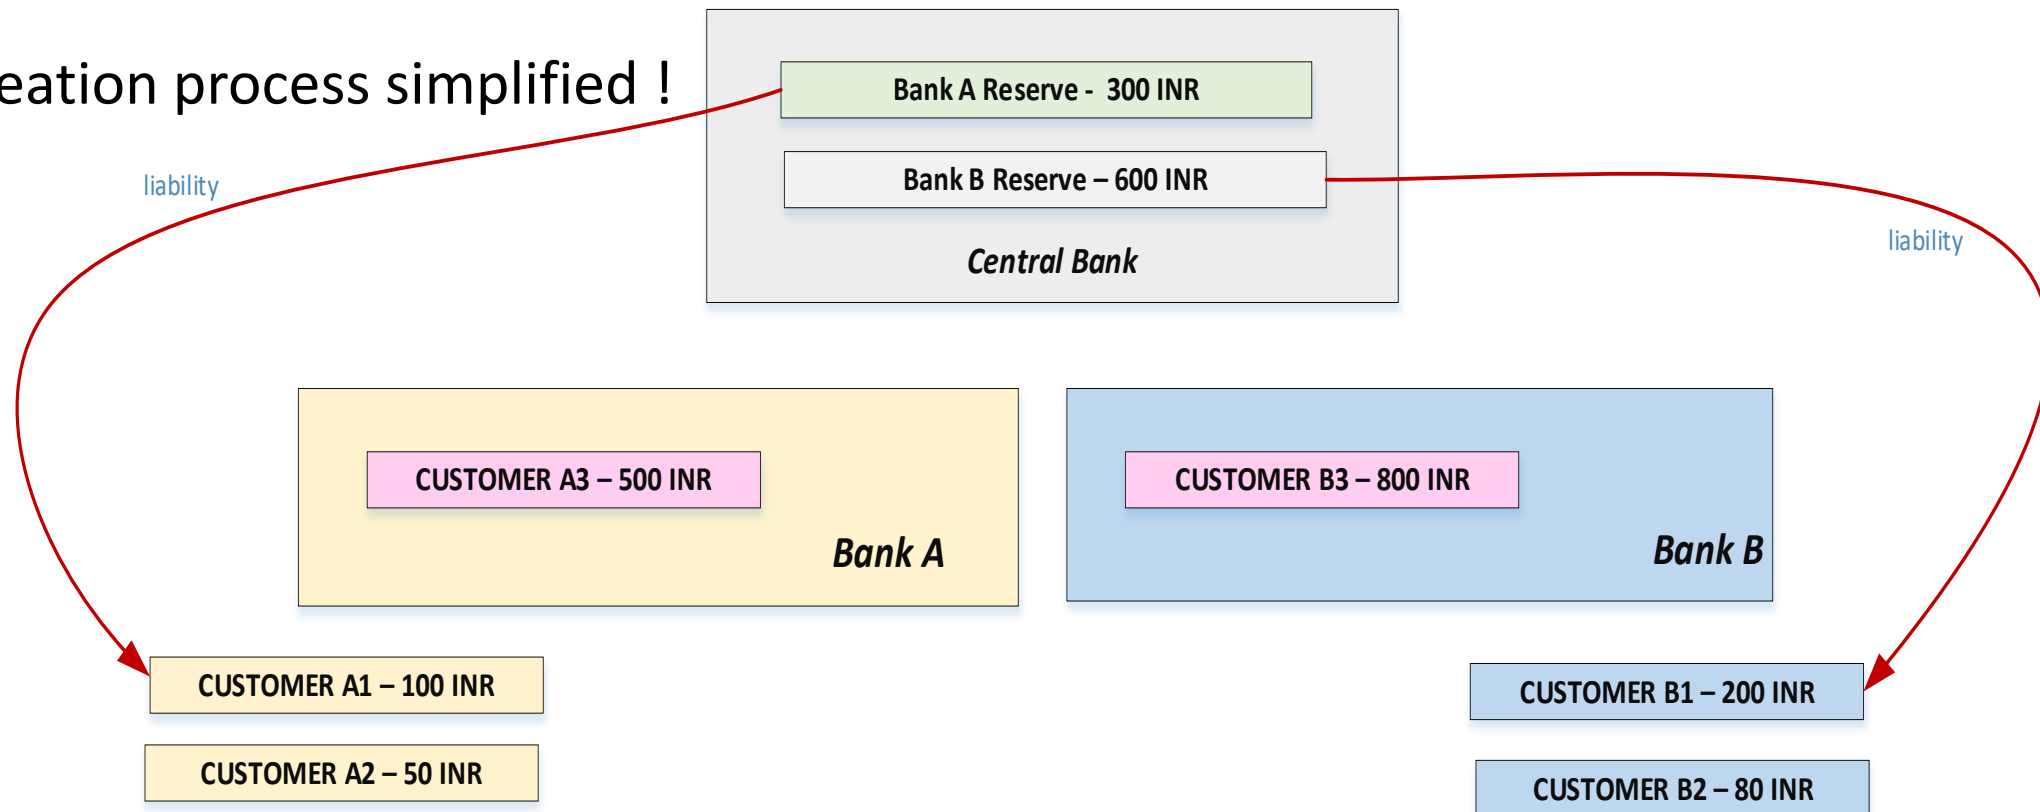 eation process simplified !
Bank A Reserve - 300 INR
liability
Bank B Reserve – 600 INR
liability
Central Bank
CUSTOMER A3 – 500 INR
CUSTOMER B3 – 800 INR
Bank A
Bank B
CUSTOMER A1 – 100 INR
CUSTOMER B1 – 200 INR
CUSTOMER A2 – 50 INR
CUSTOMER B2 – 80 INR